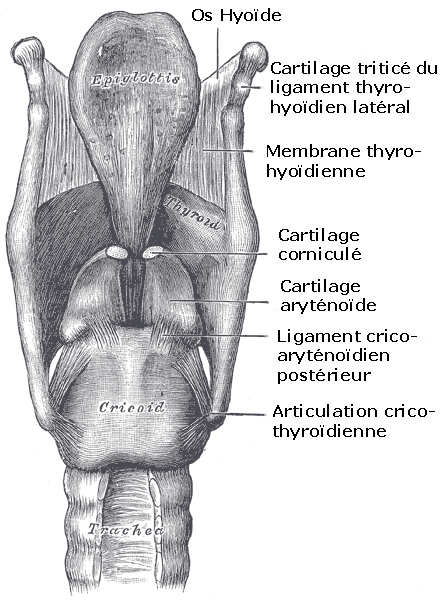 Os Hyoïde
Epiglottis
Cartilage triticé du
ligament thyro-
hyoïdien latéral
Membrane thyro-
hyoïdienne
Thyroid
Cartilage
corniculé
Cartilage
aryténoïde
Ligament crico-
aryténoïdien
postérieur
Cricoid
Articulation crico-
thyroïdienne
Trachea